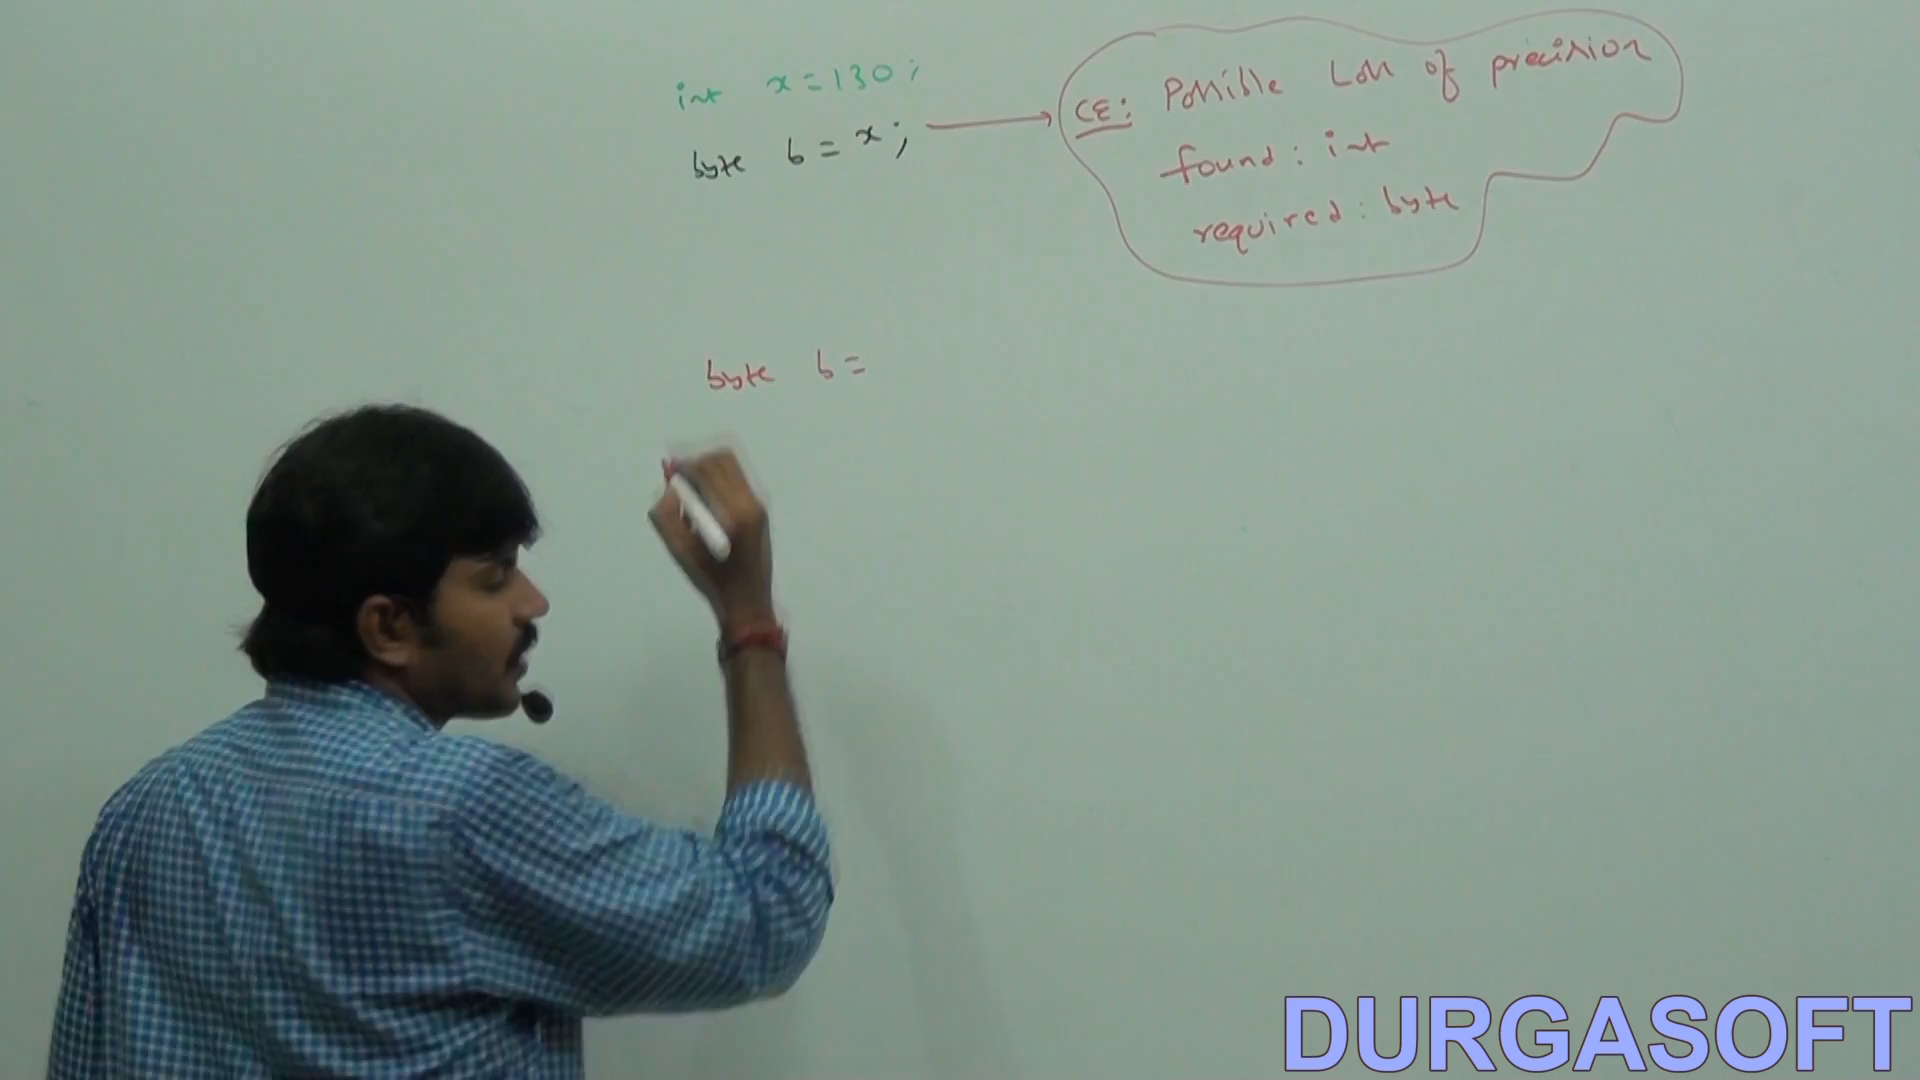 int x=130;
byte b=x;
CE: Possible Loss of precision
found: int
required: byte
byte b=
DURGASOFT